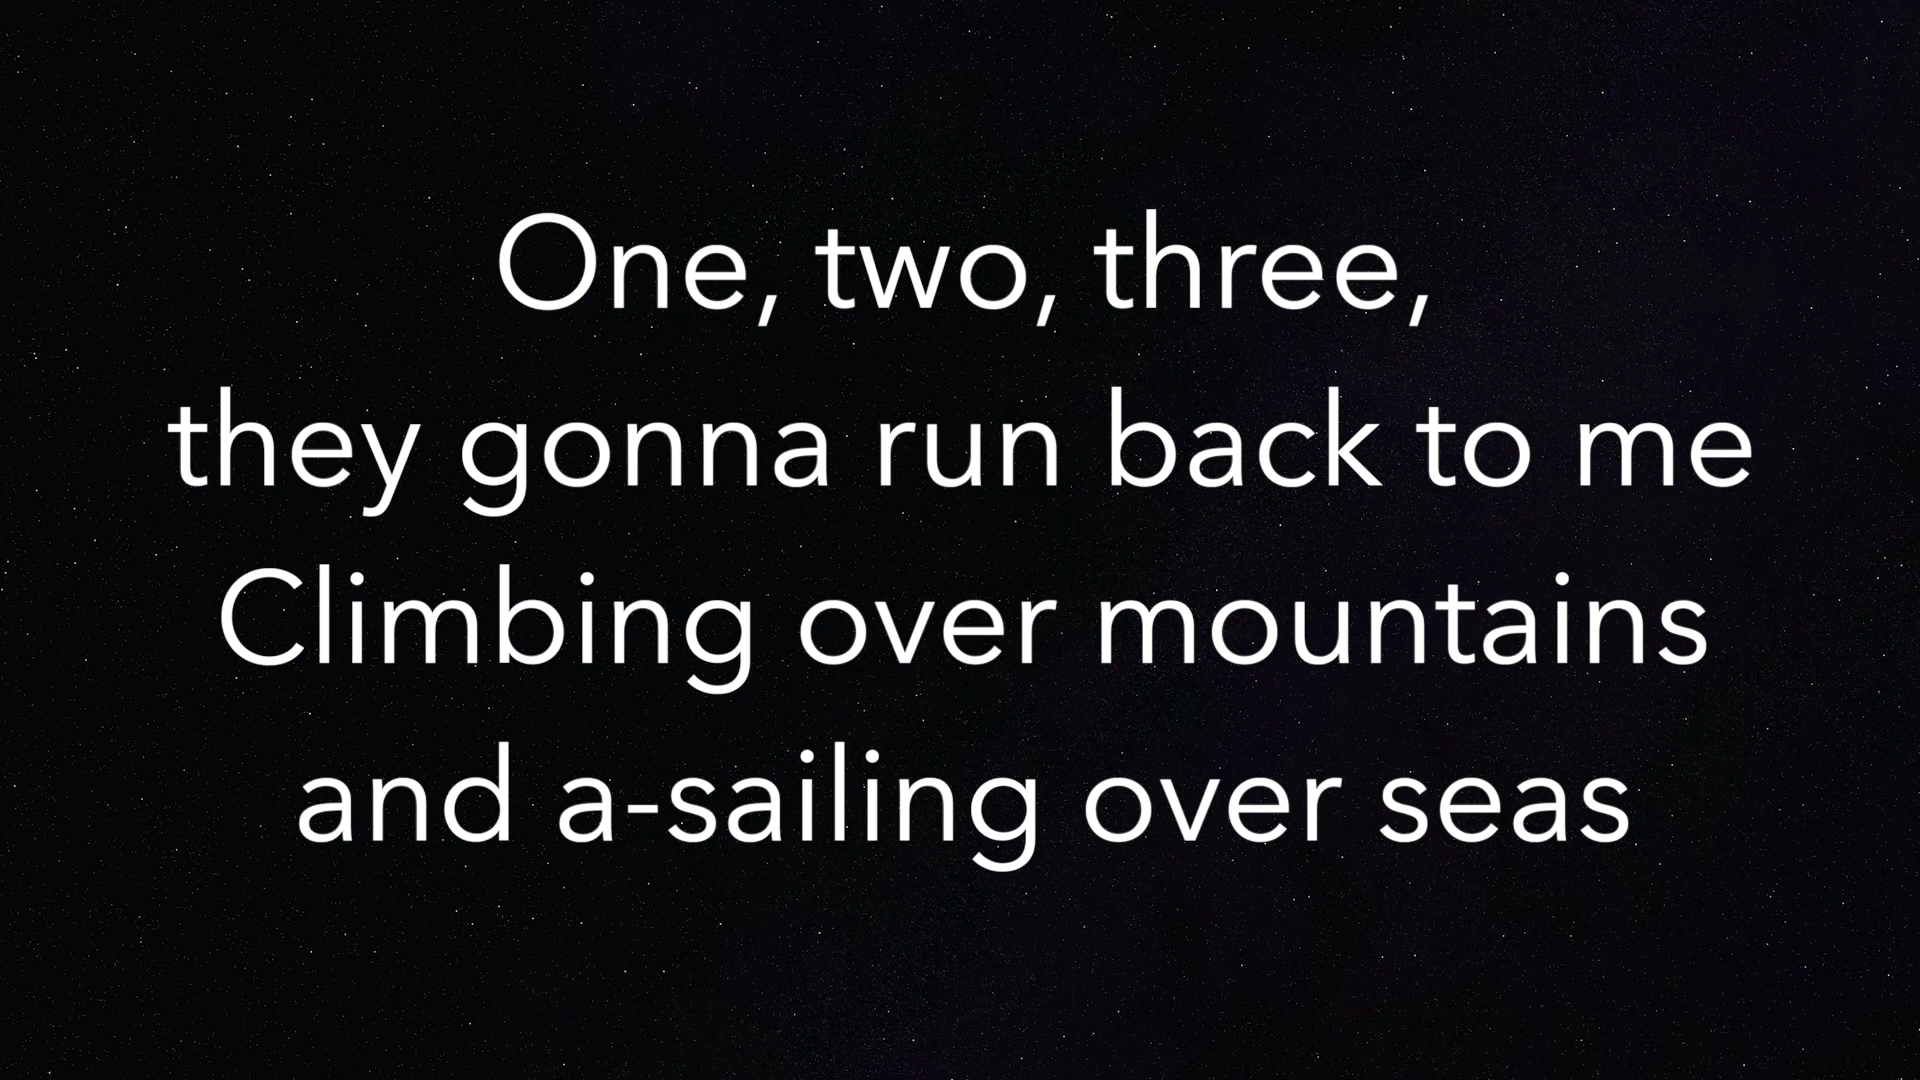 One, two, three,
they gonna run back to me
Climbing over mountains
and a-sailing over seas